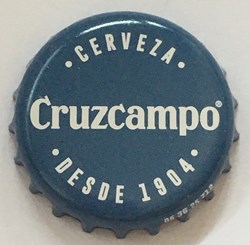 · CERVEZA ·
Cruzcampo®
· DESDE 1904 ·